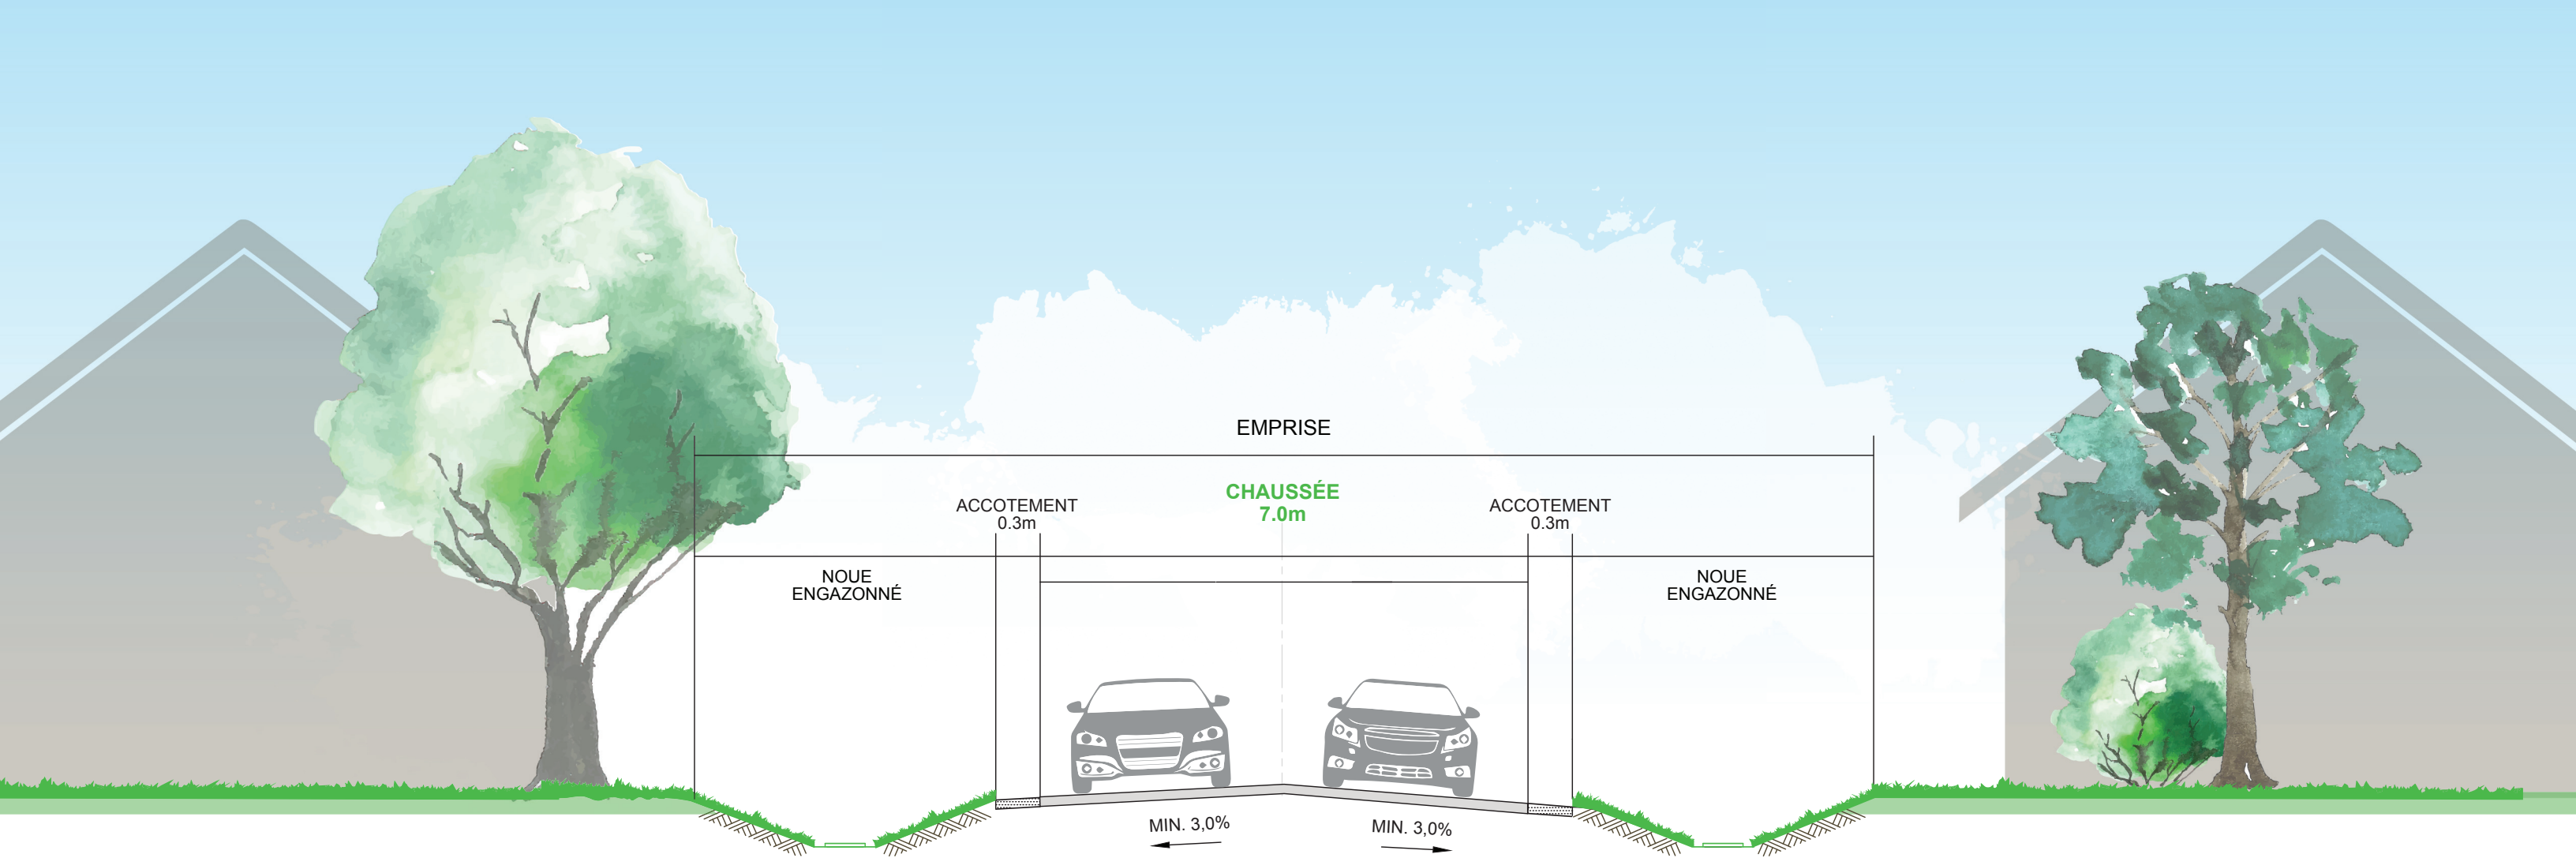 EMPRISE
CHAUSSÉE
7.0m
ACCOTEMENT
0.3m
ACCOTEMENT
0.3m
NOUE
ENGAZONNÉ
NOUE
ENGAZONNÉ
MIN. 3,0%
MIN. 3,0%